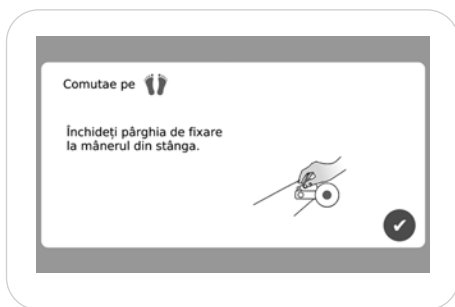 Comutae pe
Închideți pârghia de fixare
la mânerul din stânga.